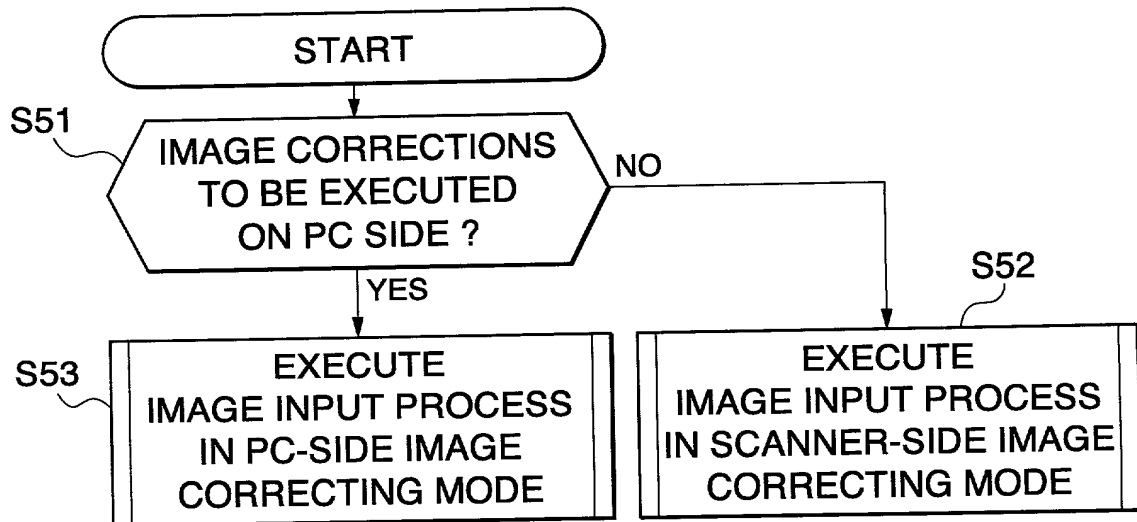 START
S51
IMAGE CORRECTIONS
TO BE EXECUTED
ON PC SIDE ?
NO
YES
S52
S53
EXECUTE
IMAGE INPUT PROCESS
IN PC-SIDE IMAGE
CORRECTING MODE
EXECUTE
IMAGE INPUT PROCESS
IN SCANNER-SIDE IMAGE
CORRECTING MODE